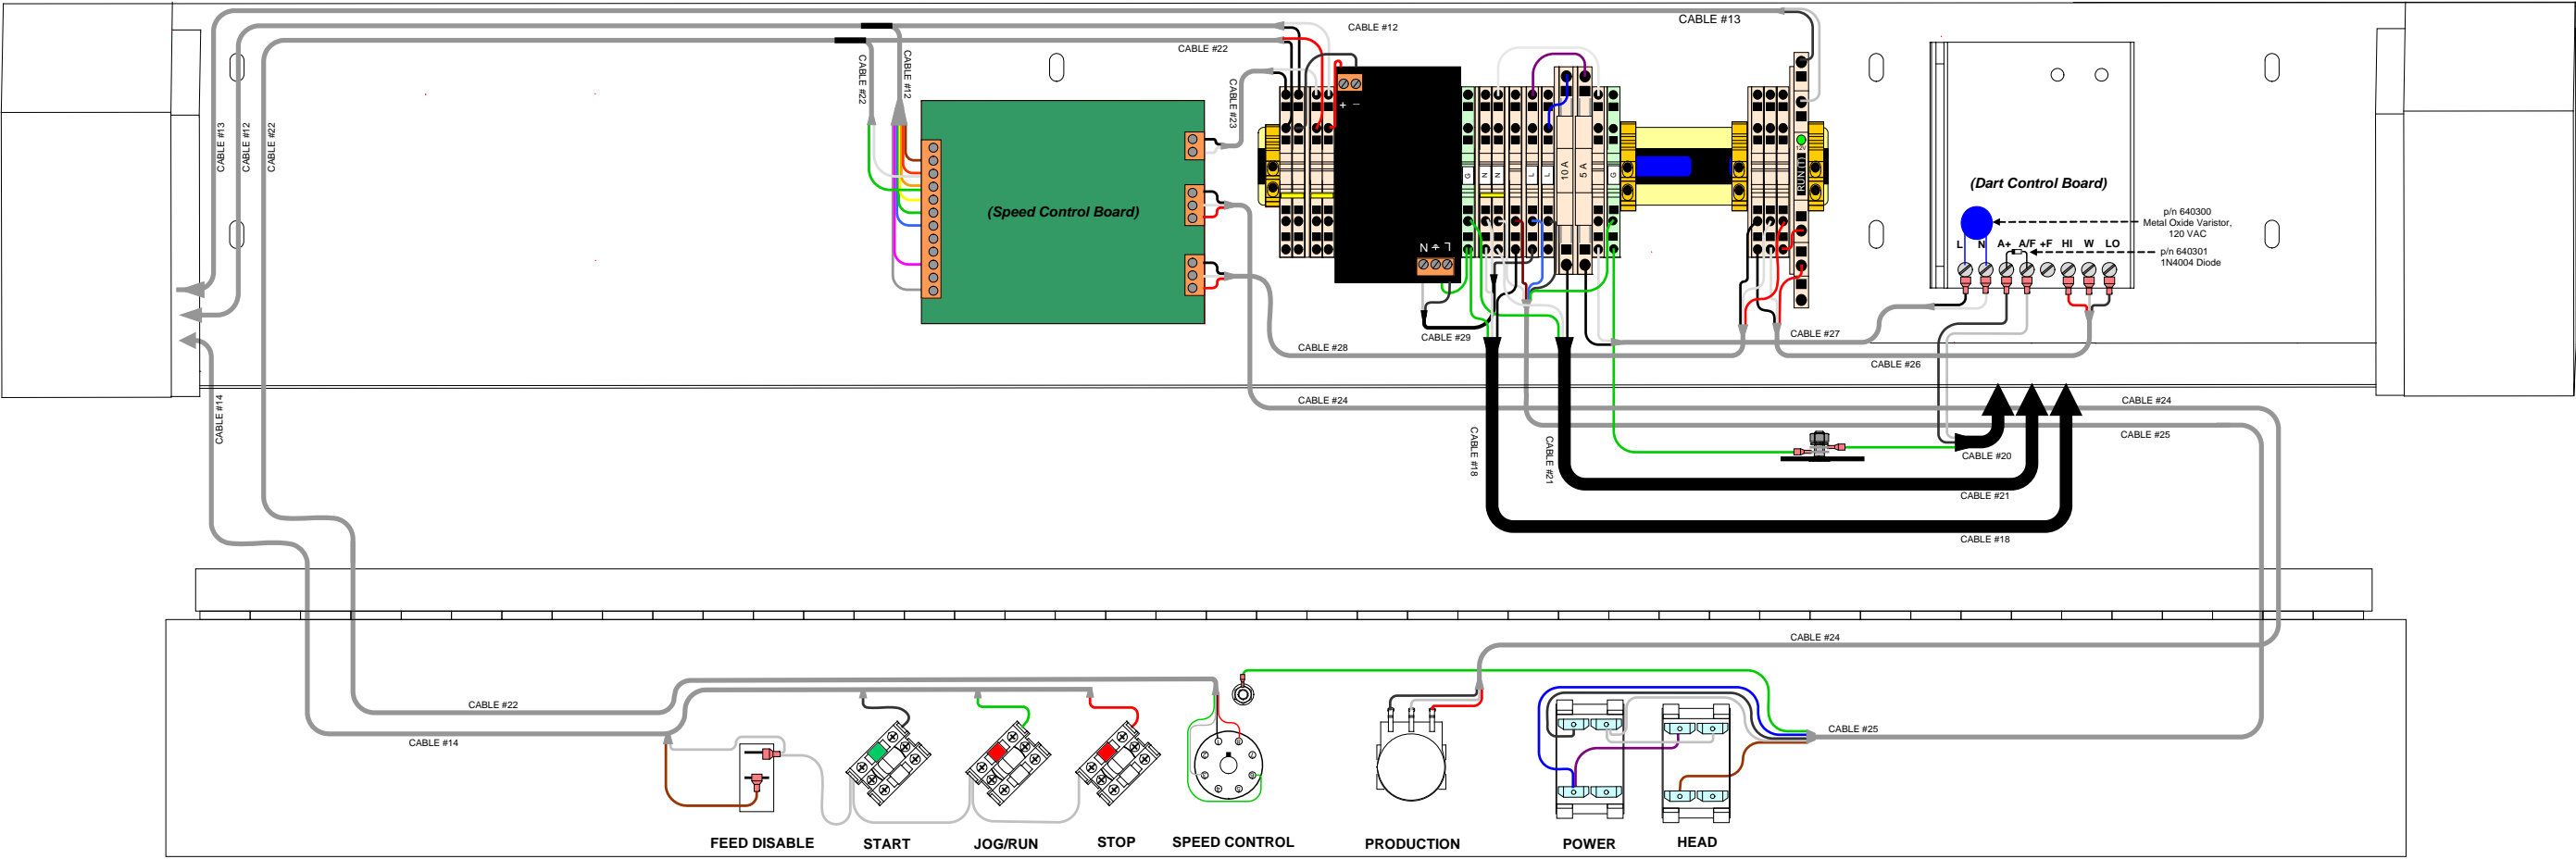 CABLE #13
CABLE #12
CABLE #22
CABLE #22
CABLE #12
CABLE #23
CABLE #13
CABLE #12
CABLE #22
+ −
G
N
N
L
L
10 A
5 A
G
12V
RUN (U)
N
L
(Speed Control Board)
(Dart Control Board)
p/n 640300
Metal Oxide Varistor,
120 VAC
L N A+ A/F +F HI W LO
p/n 640301
1N4004 Diode
CABLE #29
CABLE #28
CABLE #27
CABLE #26
CABLE #14
CABLE #24
CABLE #24
CABLE #25
CABLE #18
CABLE #21
CABLE #20
CABLE #21
CABLE #18
CABLE #24
CABLE #22
CABLE #14
CABLE #25
FEED DISABLE
START
JOG/RUN
STOP
SPEED CONTROL
PRODUCTION
POWER
HEAD